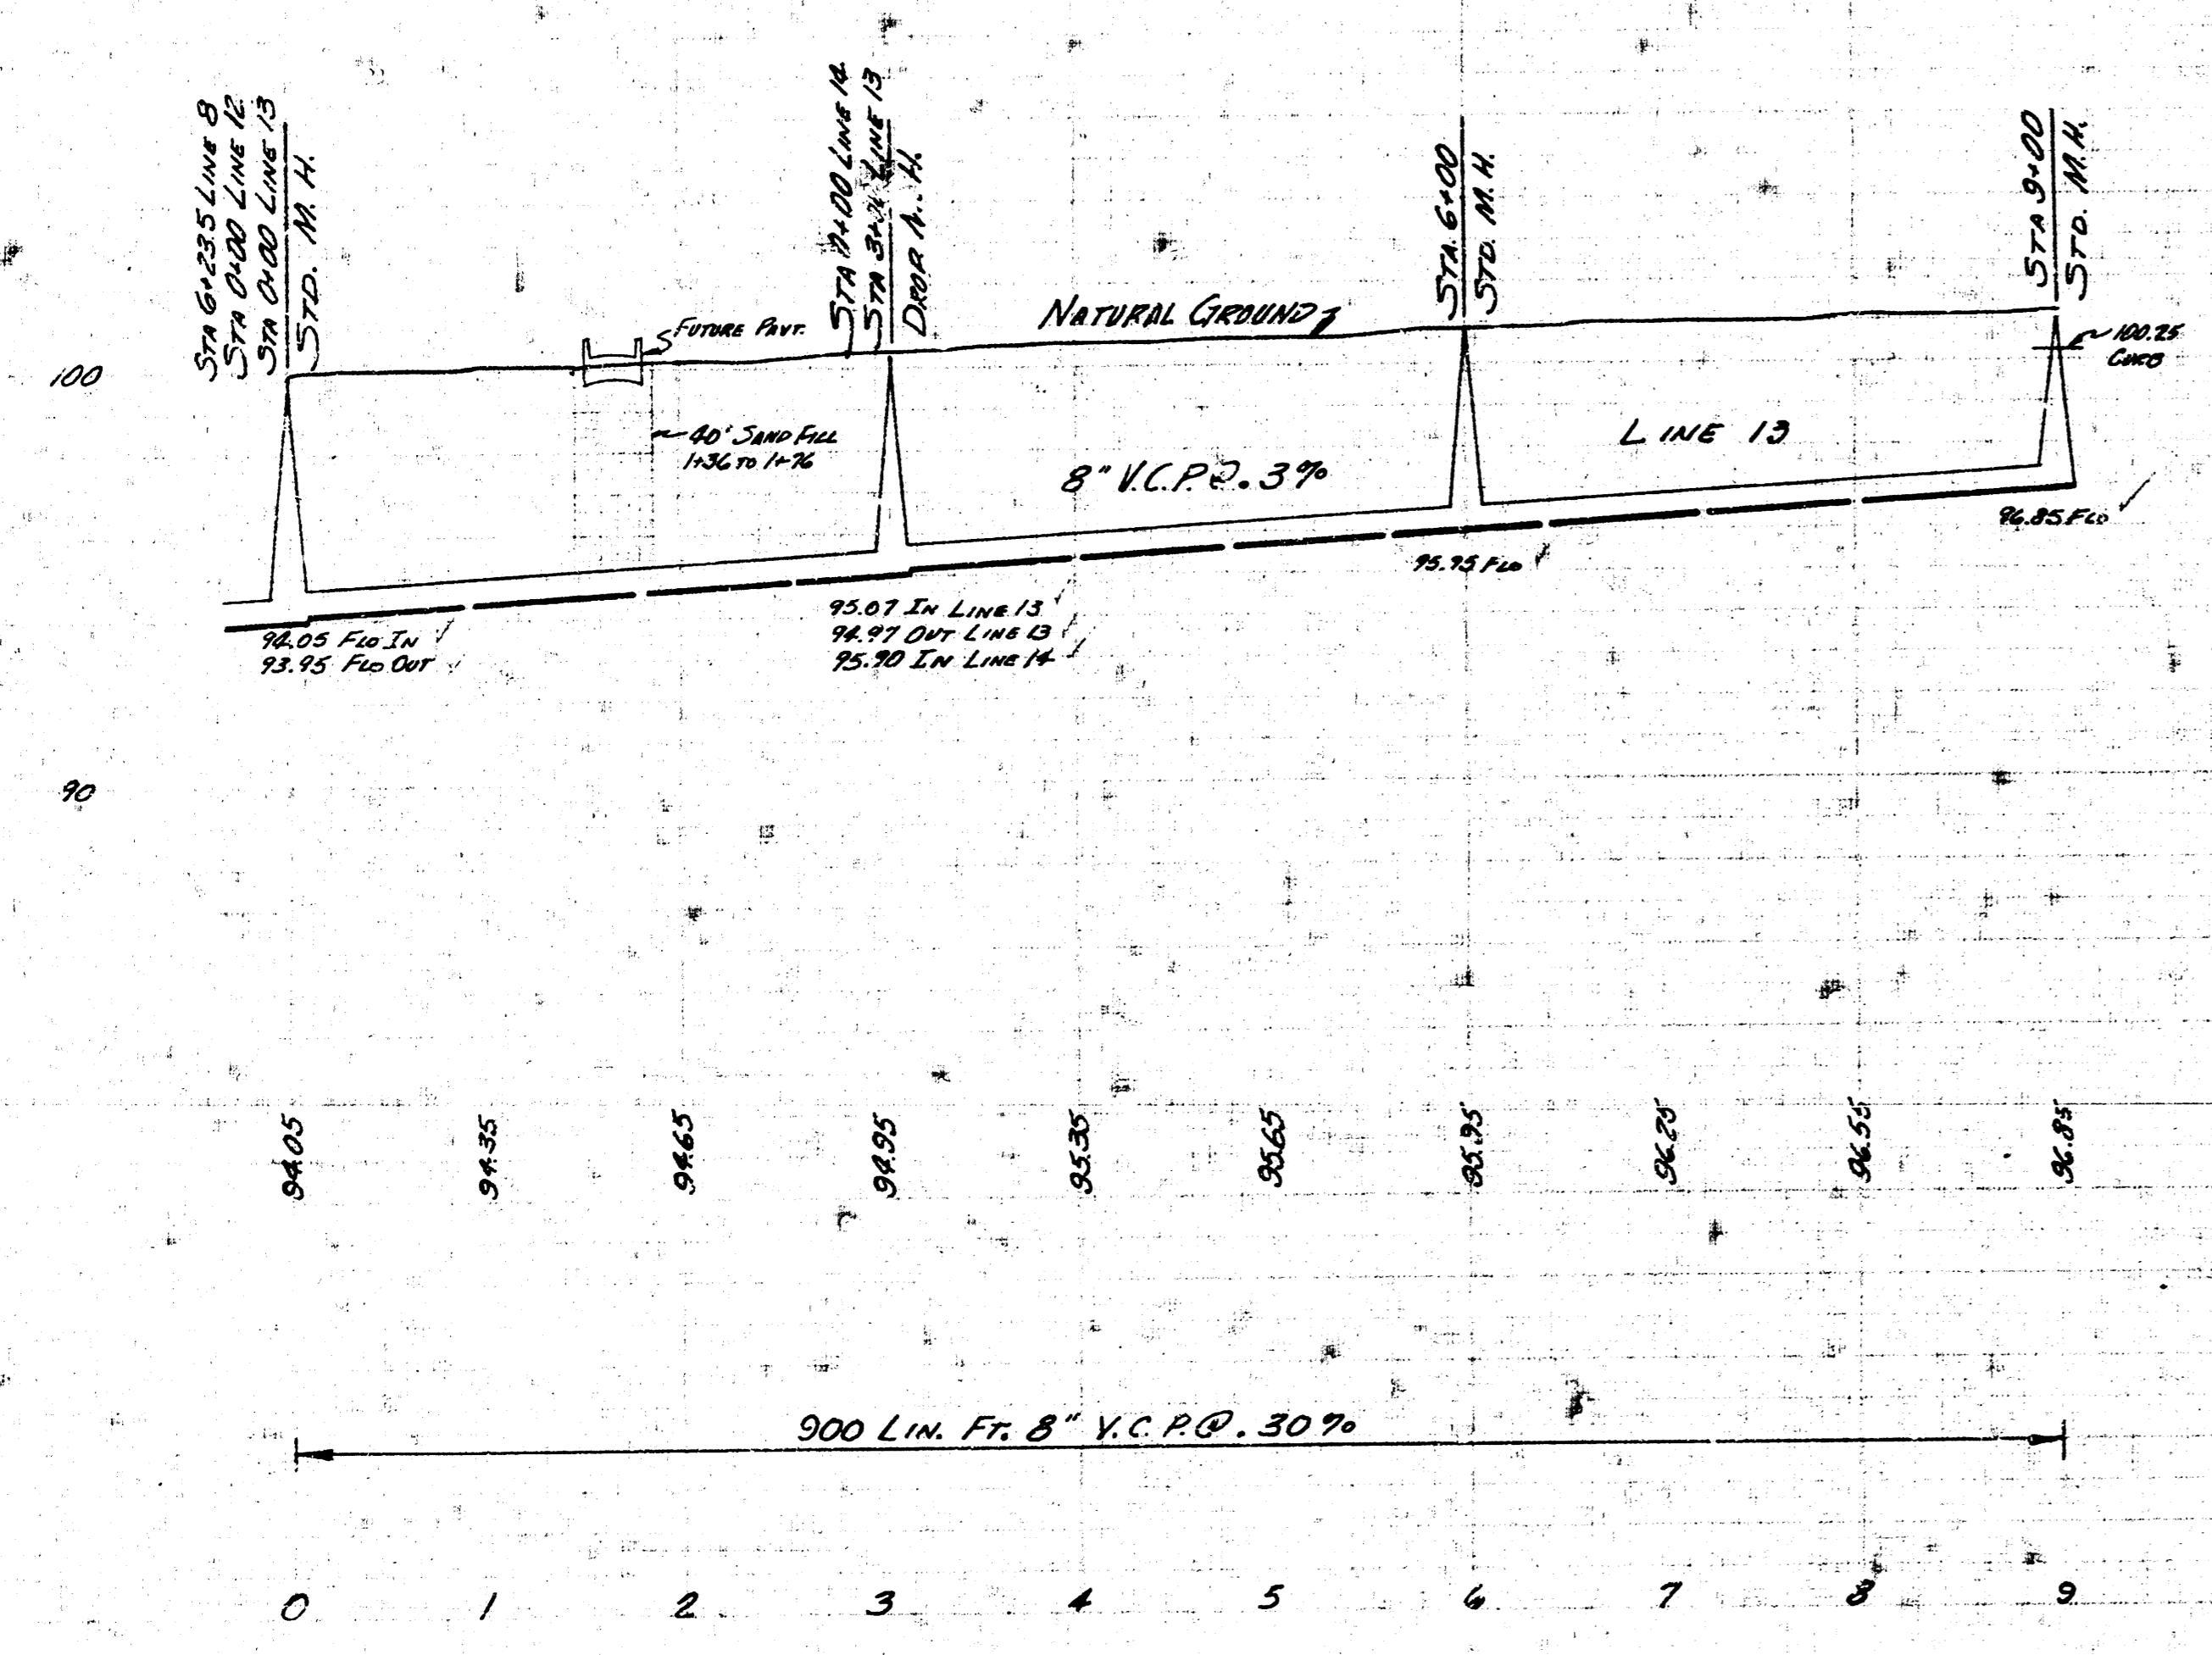 STA 6+23.5 LINE 8
STA 0+00 LINE 12
STA 0+00 LINE 13
STD. M. H.
STA 0+00 LINE 14
STA 3+ LINE 13
DROP M. H.
STA. 6+00
STD. M. H.
STA 9+00
STD. M. H.
NATURAL GROUND
FUTURE PAVT.
100
100.25
CURB
40' SAND FILL
1+36 TO 1+76
8" V.C.P. @ .3%
LINE 13
96.85 FLO
95.95 FLO
94.05 FLO IN
93.95 FLO OUT
95.07 IN LINE 13
94.97 OUT LINE 13
95.90 IN LINE 14
90
94.05
94.35
94.65
94.95
95.35
95.65
95.95
96.25
96.55
96.85
900 LIN. FT. 8" V.C.P. @ .30%
0 1 2 3 4 5 6 7 8 9